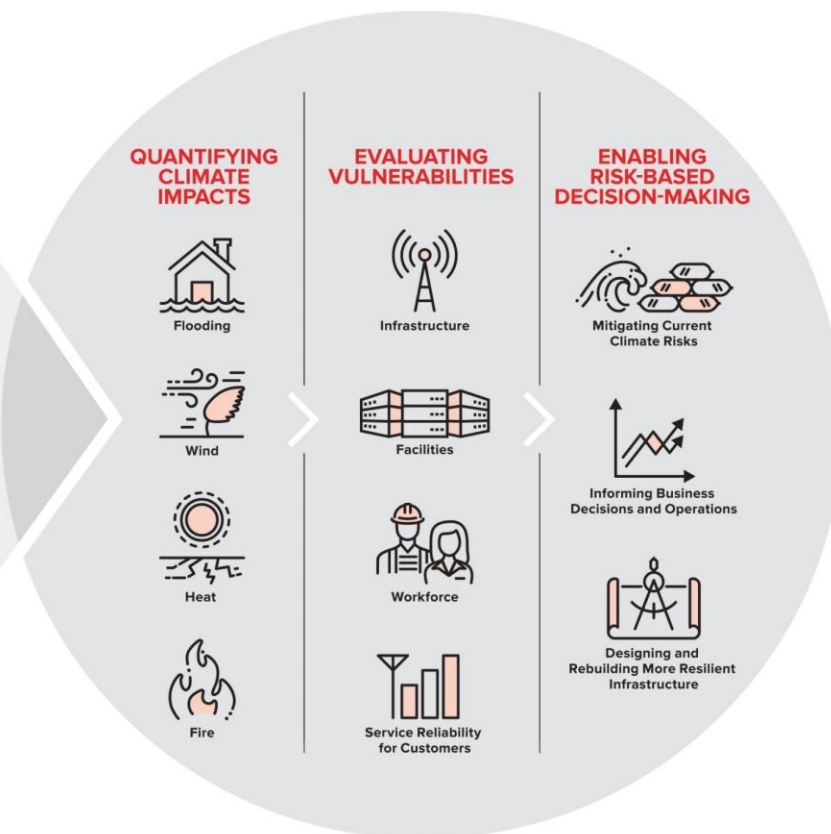 QUANTIFYING
CLIMATE
IMPACTS
Flooding
Wind
Heat
Fire
EVALUATING
VULNERABILITIES
Infrastructure
Facilities
Workforce
Service Reliability
for Customers
ENABLING
RISK-BASED
DECISION-MAKING
Mitigating Current
Climate Risks
Informing Business
Decisions and Operations
Designing and
Rebuilding More Resilient
Infrastructure